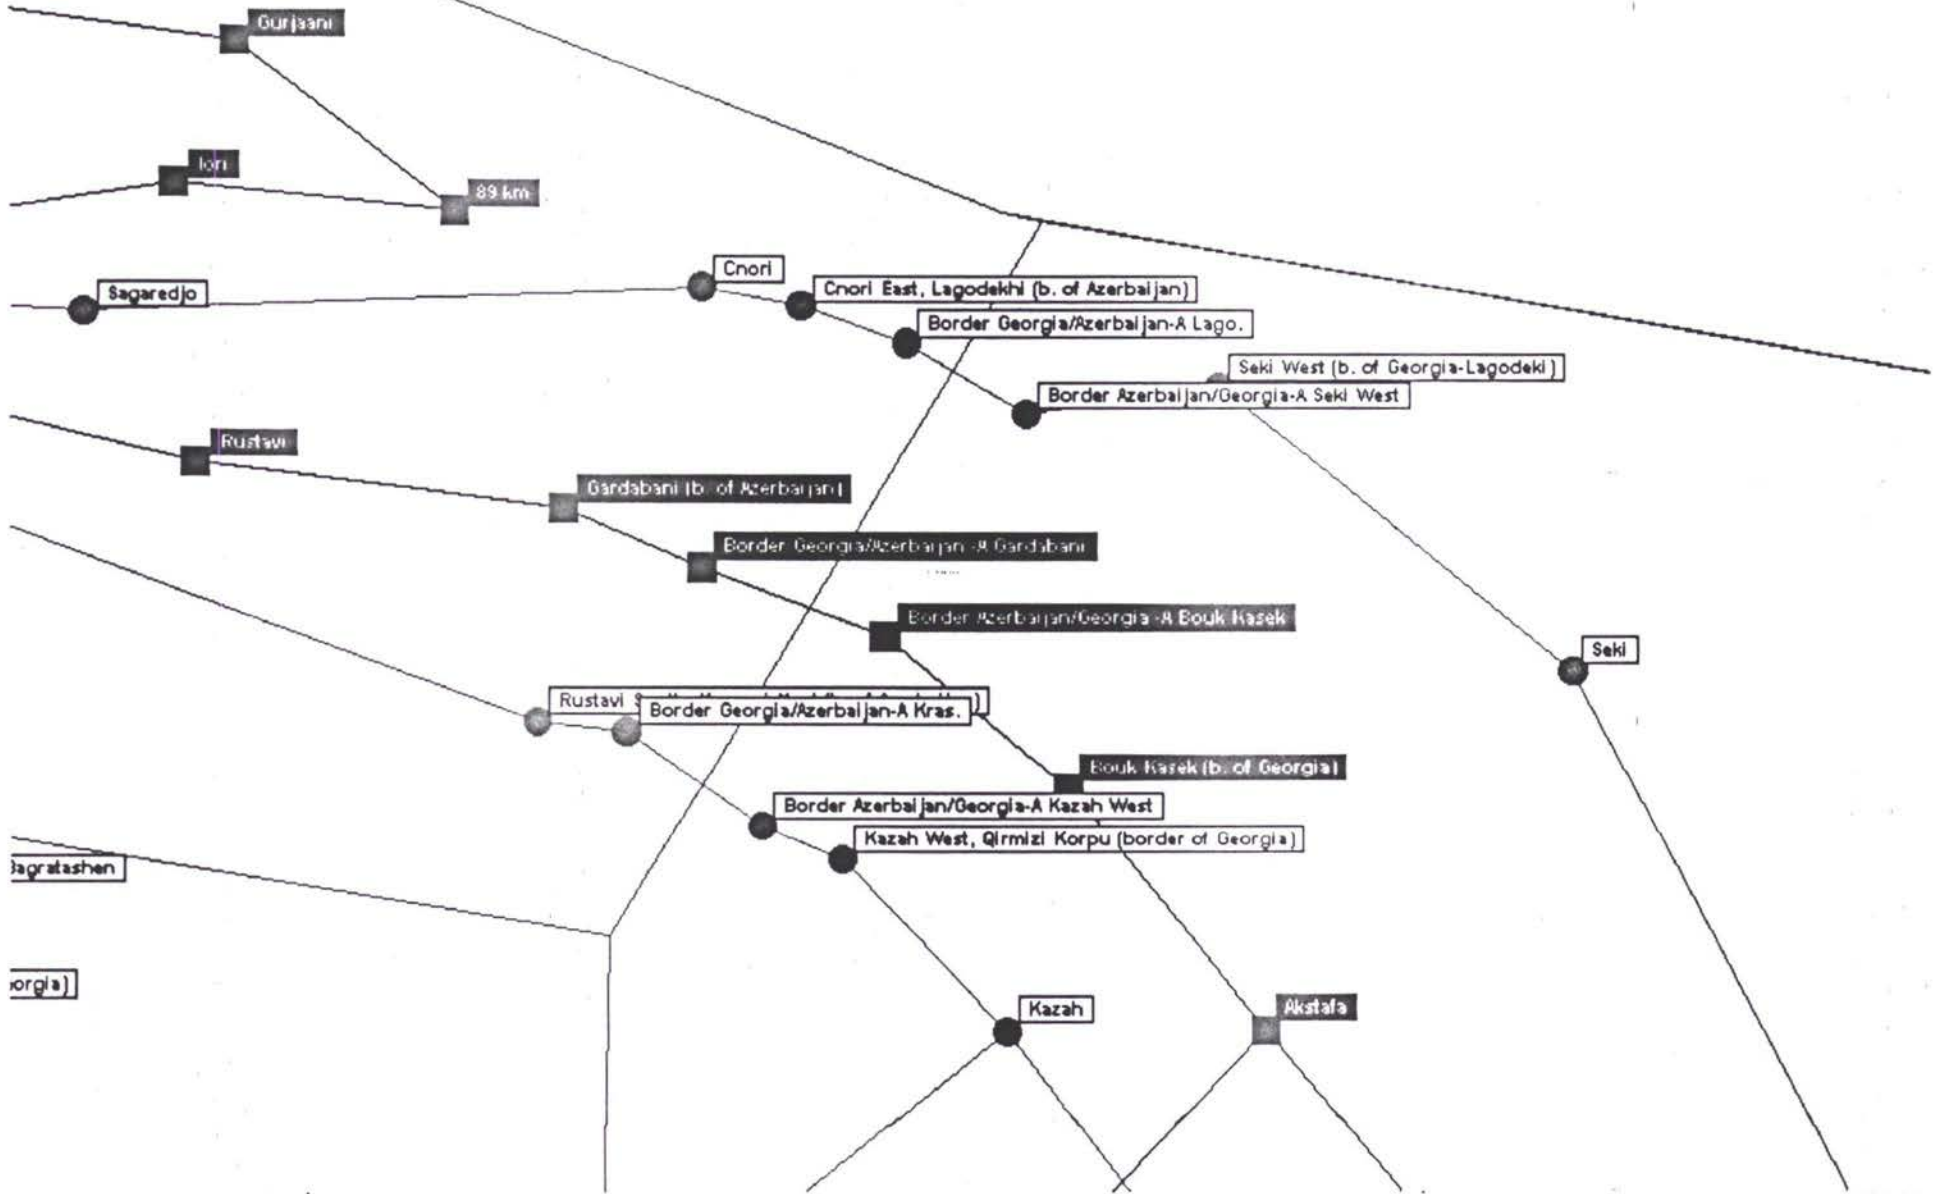 Gurjaani
Iori
89 km
Cnori
Sagaredjo
Cnori East, Lagodekhi (b. of Azerbaijan)
Border Georgia/Azerbaijan-A Lago.
Seki West (b. of Georgia-Lagodeki)
Border Azerbaijan/Georgia-A Seki West
Rustavi
Gardabani (b. of Azerbaijan)
Border Georgia/Azerbaijan -A Gardabani
Border Azerbaijan/Georgia -A Bouk Kasek
Seki
Rustavi
Border Georgia/Azerbaijan-A Kras.
Bouk Kasek (b. of Georgia)
Border Azerbaijan/Georgia-A Kazah West
Kazah West, Qirmizi Korpu (border of Georgia)
Bagratashen
orgia)
Kazah
Akstafa